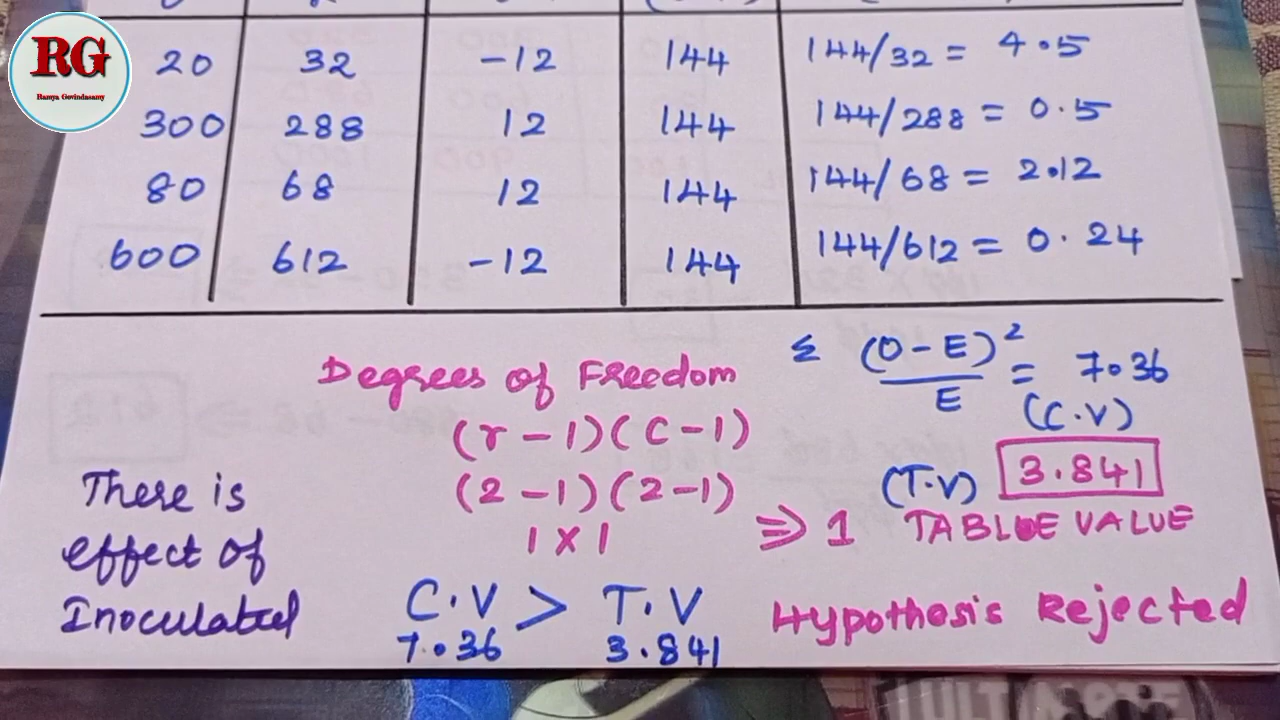 RG
Ramya Govindasamy
20 32 -12 144 144/32 = 4.5
300 288 12 144 144/288 = 0.5
80 68 12 144 144/68 = 2.12
600 612 -12 144 144/612 = 0.24
Σ (O-E)² / E = 7.36
(C.V)
Degrees of Freedom
(r-1)(c-1)
(2-1)(2-1)
1 x 1 ⇒ 1
(T.V) 3.841
TABLE VALUE
There is
effect of
Inoculated
C.V > T.V
7.36 3.841
Hypothesis Rejected